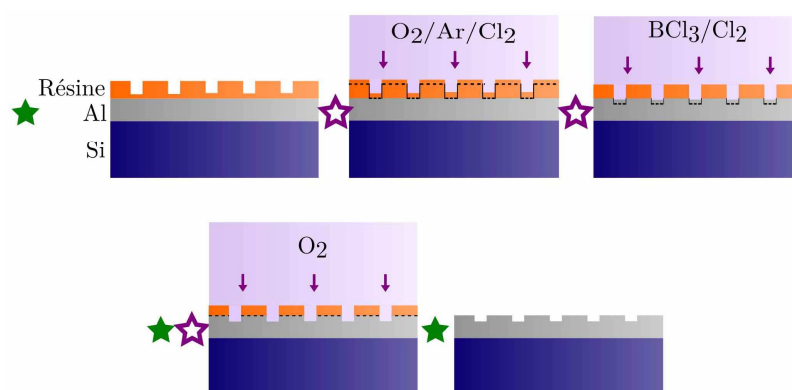 O₂/Ar/Cl₂
BCl₃/Cl₂
Résine
Al
Si
O₂